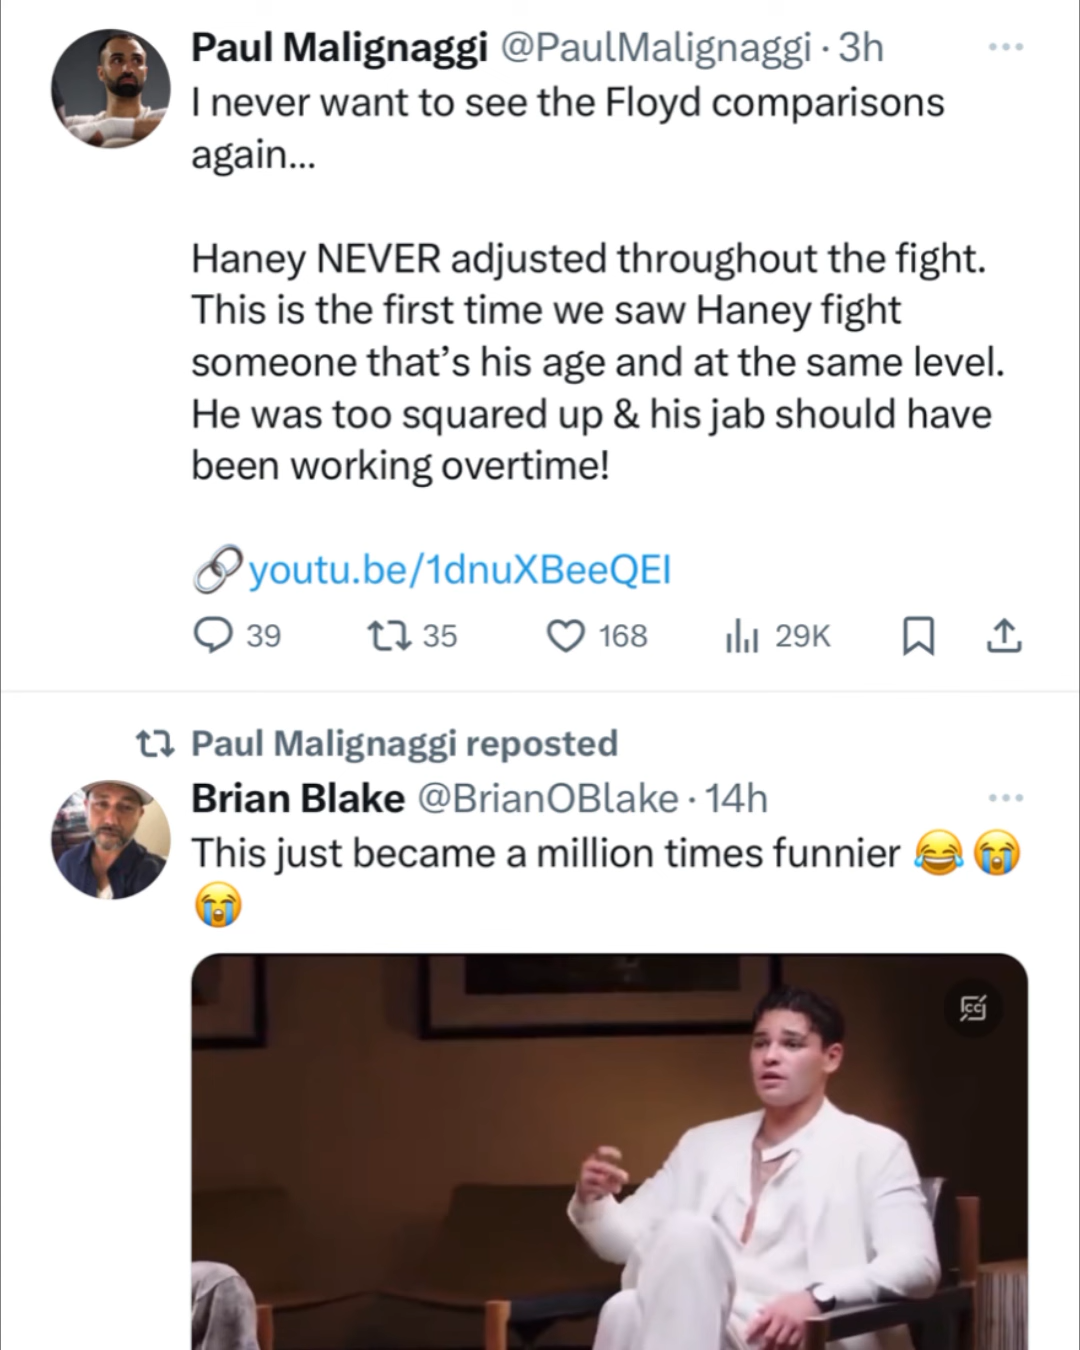 Paul Malignaggi @PaulMalignaggi · 3h
I never want to see the Floyd comparisons
again...
Haney NEVER adjusted throughout the fight.
This is the first time we saw Haney fight
someone that’s his age and at the same level.
He was too squared up & his jab should have
been working overtime!
🔗youtu.be/1dnuXBeeQEI
39 35 168 29K
Paul Malignaggi reposted
Brian Blake @BrianOBlake · 14h
This just became a million times funnier 😂😭
😭